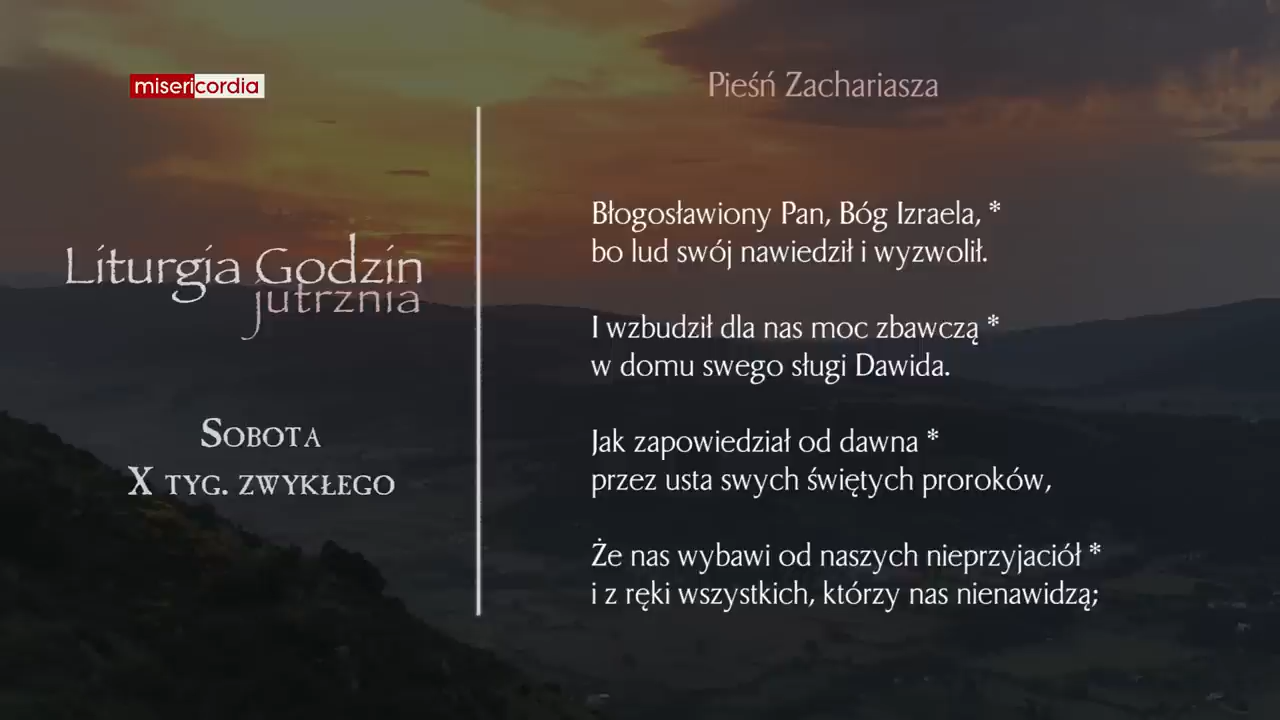 misericordia
Liturgia Godzin
jutrznia
Sobota
X tyg. zwykłego
Pieśń Zachariasza
Błogosławiony Pan, Bóg Izraela, *
bo lud swój nawiedził i wyzwolił.
I wzbudził dla nas moc zbawczą *
w domu swego sługi Dawida.
Jak zapowiedział od dawna *
przez usta swych świętych proroków,
Że nas wybawi od naszych nieprzyjaciół *
i z ręki wszystkich, którzy nas nienawidzą;